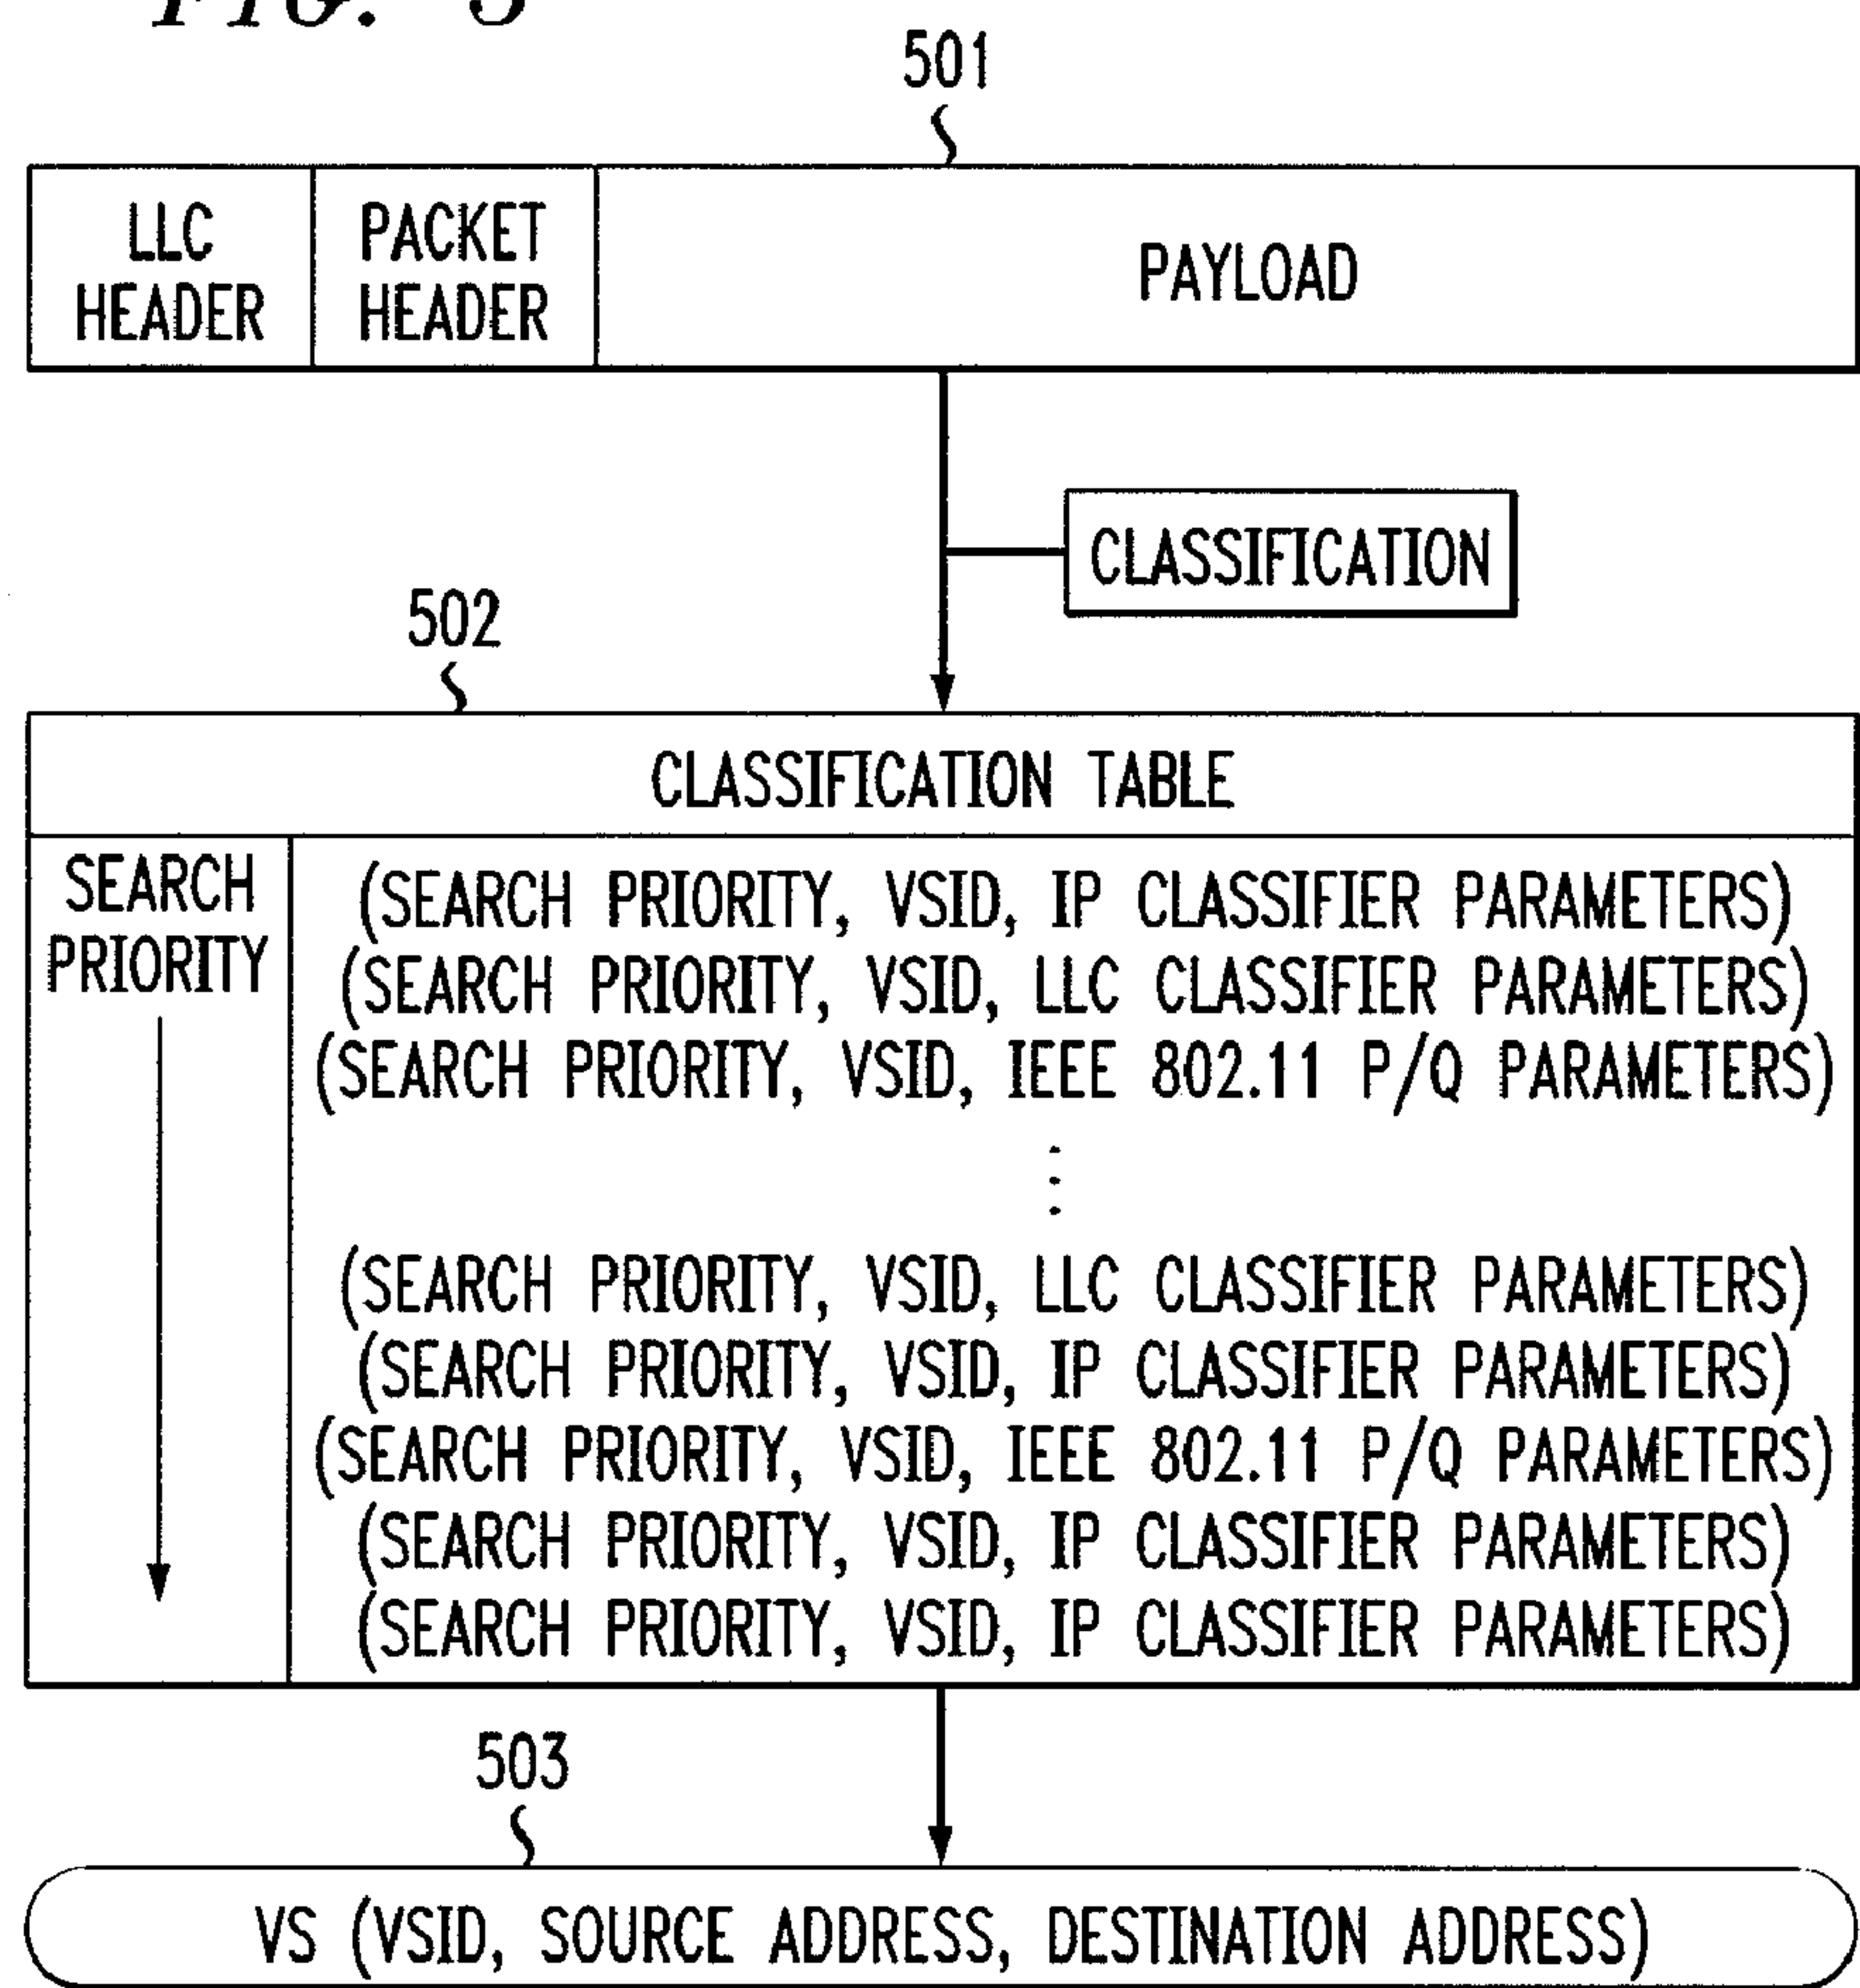 FIG. 5
501
LLC HEADER
PACKET HEADER
PAYLOAD
CLASSIFICATION
502
CLASSIFICATION TABLE
SEARCH PRIORITY
(SEARCH PRIORITY, VSID, IP CLASSIFIER PARAMETERS)
(SEARCH PRIORITY, VSID, LLC CLASSIFIER PARAMETERS)
(SEARCH PRIORITY, VSID, IEEE 802.11 P/Q PARAMETERS)
(SEARCH PRIORITY, VSID, LLC CLASSIFIER PARAMETERS)
(SEARCH PRIORITY, VSID, IP CLASSIFIER PARAMETERS)
(SEARCH PRIORITY, VSID, IEEE 802.11 P/Q PARAMETERS)
(SEARCH PRIORITY, VSID, IP CLASSIFIER PARAMETERS)
(SEARCH PRIORITY, VSID, IP CLASSIFIER PARAMETERS)
503
VS (VSID, SOURCE ADDRESS, DESTINATION ADDRESS)